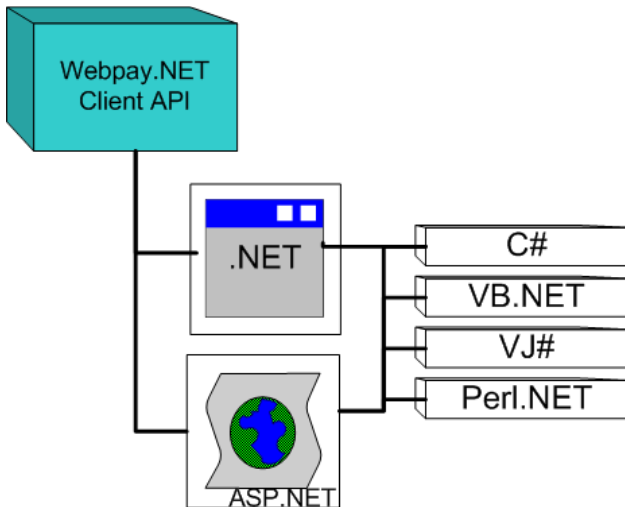 Webpay.NET
Client API
.NET
C#
VB.NET
VJ#
Perl.NET
ASP.NET